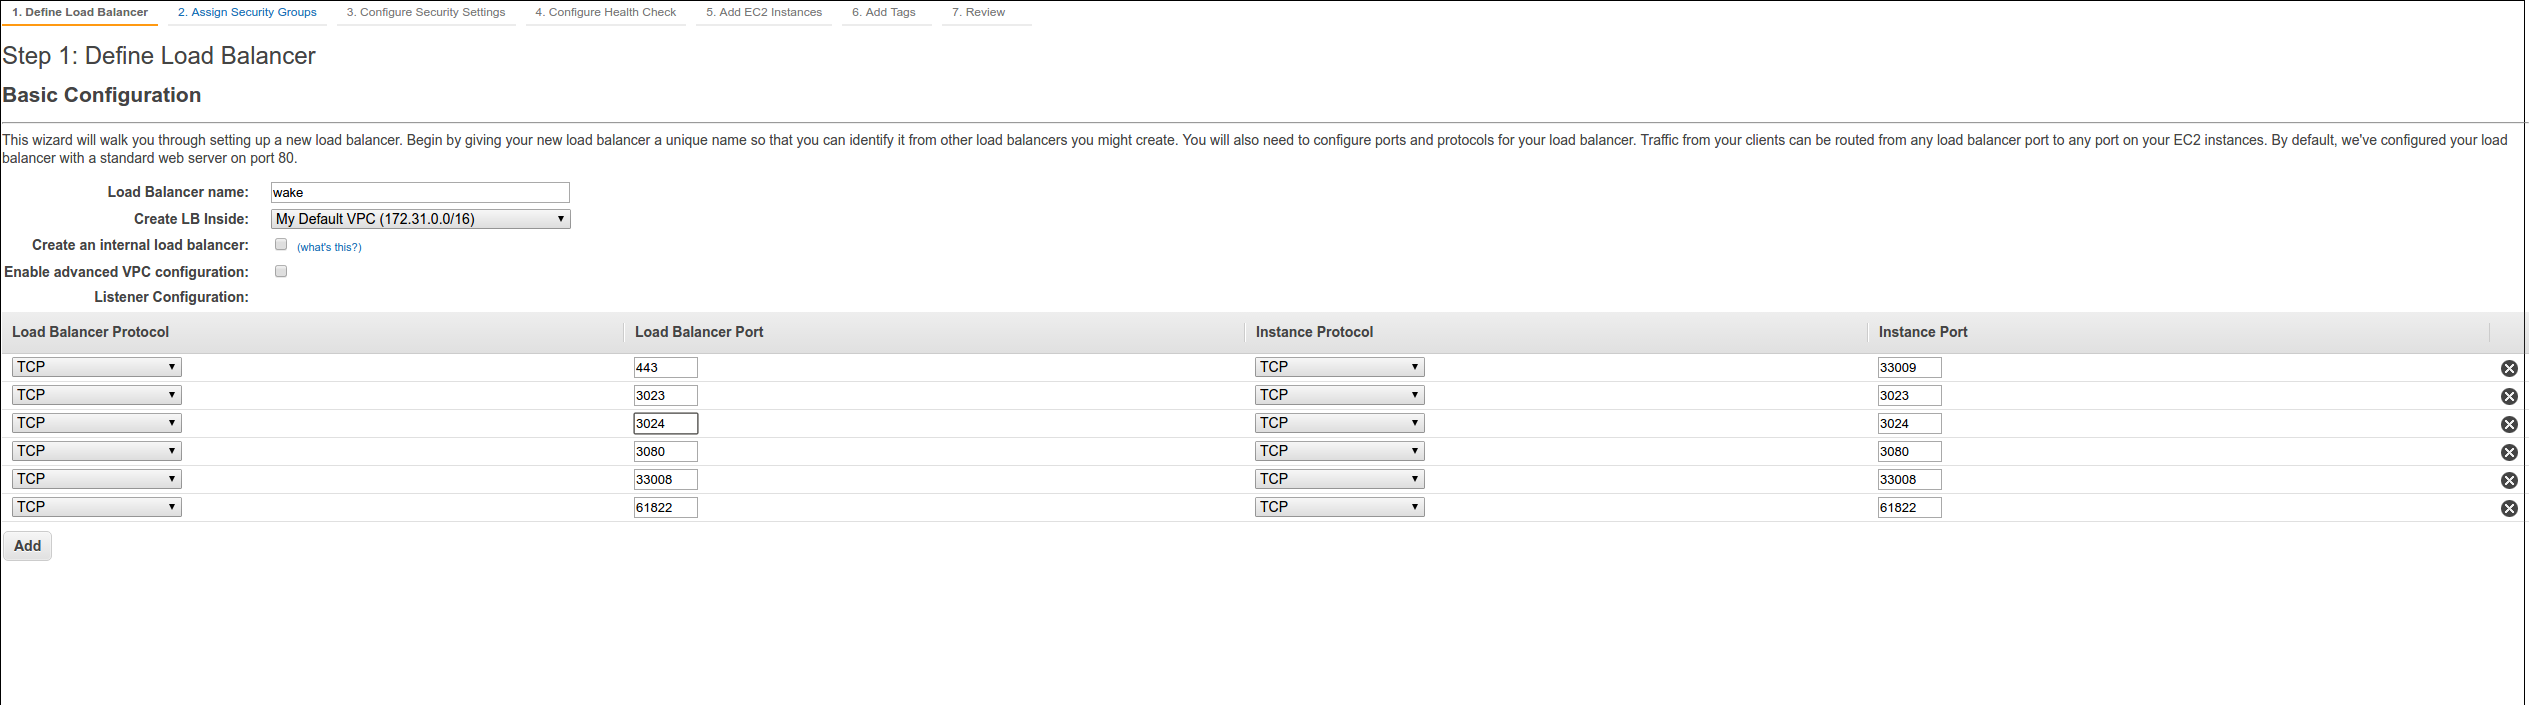 1. Define Load Balancer 2. Assign Security Groups 3. Configure Security Settings 4. Configure Health Check 5. Add EC2 Instances 6. Add Tags 7. Review
Step 1: Define Load Balancer
Basic Configuration
This wizard will walk you through setting up a new load balancer. Begin by giving your new load balancer a unique name so that you can identify it from other load balancers you might create. You will also need to configure ports and protocols for your load balancer. Traffic from your clients can be routed from any load balancer port to any port on your EC2 instances. By default, we've configured your load
balancer with a standard web server on port 80.
Load Balancer name: wake
Create LB Inside: My Default VPC (172.31.0.0/16)
Create an internal load balancer: (what's this?)
Enable advanced VPC configuration:
Listener Configuration:
Load Balancer Protocol Load Balancer Port Instance Protocol Instance Port
TCP 443 TCP 33009
TCP 3023 TCP 3023
TCP 3024 TCP 3024
TCP 3080 TCP 3080
TCP 33008 TCP 33008
TCP 61822 TCP 61822
Add